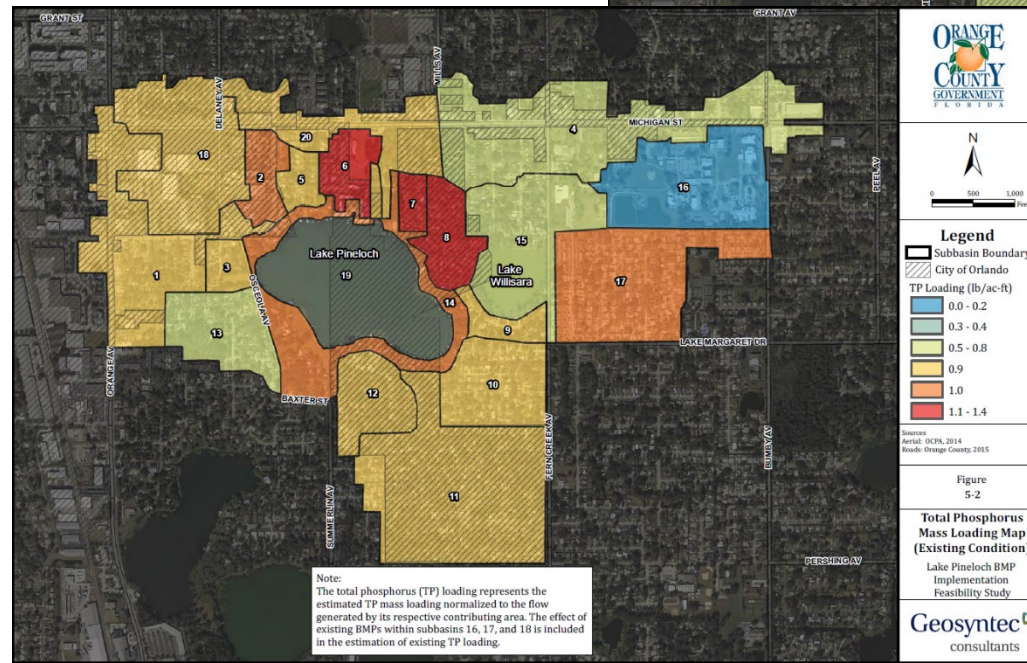 GRANT ST
GRANT AV
DELANEY AV
MILLS AV
MICHIGAN ST
PEEL AV
20
4
18
6
2
5
16
7
8
15
Lake Pineloch
19
Lake
Willisara
17
1
3
OSCEOLA AV
14
9
13
LAKE MARGARET DR
ORANGE AV
12
10
BAXTER ST
FERN CREEK AV
BUMBY AV
11
SUMMERLIN AV
PERSHING AV
Note:
The total phosphorus (TP) loading represents the
estimated TP mass loading normalized to the flow
generated by its respective contributing area. The effect of
existing BMPs within subbasins 16, 17, and 18 is included
in the estimation of existing TP loading.
ORANGE
COUNTY
GOVERNMENT
FLORIDA
N
0 500 1,000
Fee
Legend
Subbasin Boundary
City of Orlando
TP Loading (lb/ac-ft)
0.0 - 0.2
0.3 - 0.4
0.5 - 0.8
0.9
1.0
1.1 - 1.4
Sources
Aerial: OCPA, 2014
Roads: Orange County, 2015
Figure
5-2
Total Phosphorus
Mass Loading Map
(Existing Condition)
Lake Pineloch BMP
Implementation
Feasibility Study
Geosyntec
consultants